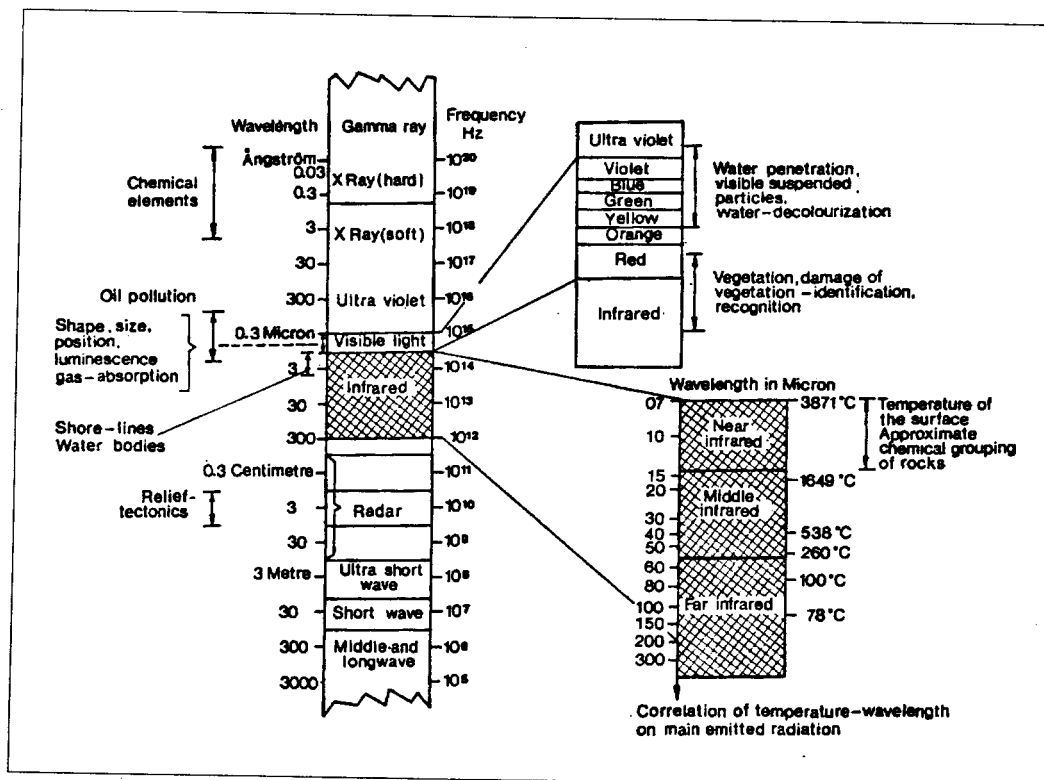 Wavelength
Gamma ray
Frequency
Hz
Ångström
0.03
0.3
3
30
300
0.3 Micron
3
30
300
0.3 Centimetre
3
30
3 Metre
30
300
3000
X Ray(hard)
X Ray(soft)
Ultra violet
Visible light
Infrared
Radar
Ultra short
wave
Short wave
Middle-and
longwave
10²⁰
10¹⁹
10¹⁸
10¹⁷
10¹⁶
10¹⁵
10¹⁴
10¹³
10¹²
10¹¹
10¹⁰
10⁹
10⁸
10⁷
10⁶
10⁵
Chemical
elements
Oil pollution
Shape, size,
position,
luminescence
gas-absorption
Shore-lines
Water bodies
Relief-
tectonics
Ultra violet
Violet
Blue
Green
Yellow
Orange
Red
Infrared
Water penetration,
visible suspended
particles,
water-decolourization
Vegetation, damage of
vegetation-identification,
recognition
Wavelength in Micron
07
10
15
20
30
40
50
60
80
100
150
200
300
Near
infrared
Middle
infrared
Far infrared
3871 °C
1649 °C
538 °C
260 °C
100 °C
78 °C
Temperature of
the surface
Approximate
chemical grouping
of rocks
Correlation of temperature-wavelength
on main emitted radiation